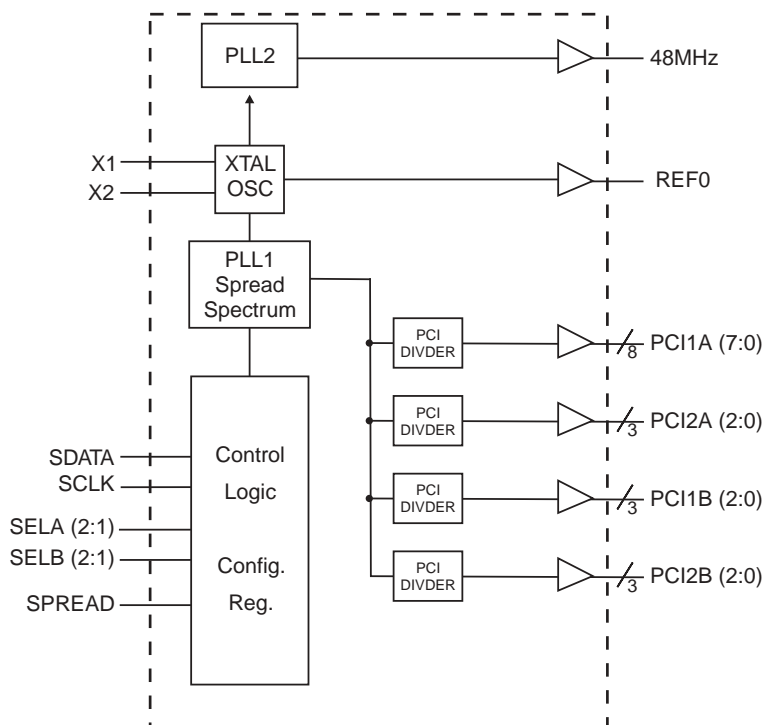 PLL2
48MHz
X1
X2
XTAL
OSC
REF0
PLL1
Spread
Spectrum
PCI
DIVDER
8
PCI1A (7:0)
PCI
DIVDER
3
PCI2A (2:0)
PCI
DIVDER
3
PCI1B (2:0)
PCI
DIVDER
3
PCI2B (2:0)
SDATA
SCLK
SELA (2:1)
SELB (2:1)
SPREAD
Control
Logic
Config.
Reg.